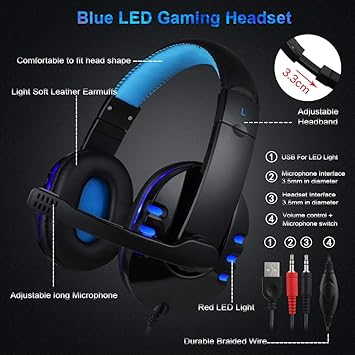 Blue LED Gaming Headset
Comfortable to fit head shape
Light Soft Leather Earmuffs
3.3cm
Adjustable
Headband
L
1 USB For LED Light
2 Microphone interface
3.5mm in diameter
3 Headset interface
3.5mm in diameter
4 Volume control +
Microphone switch
1 2 3 4
Adjustable long Microphone
Red LED Light
Durable Braided Wire